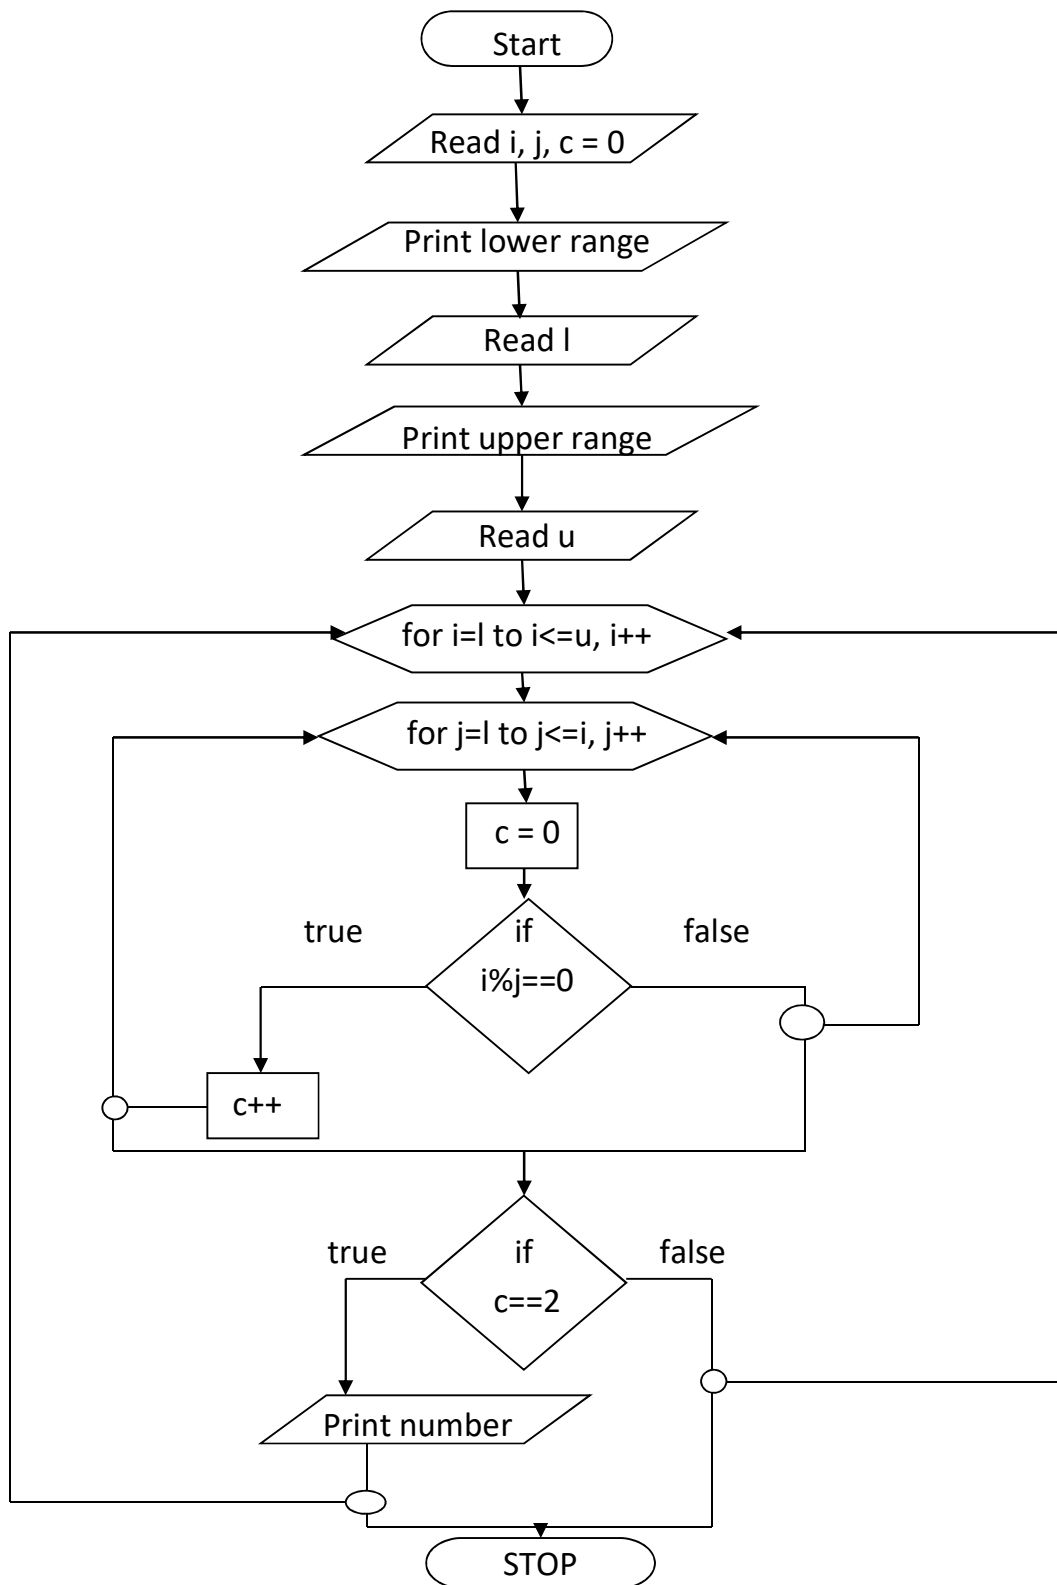 Start
Read i, j, c = 0
Print lower range
Read l
Print upper range
Read u
for i=l to i<=u, i++
for j=l to j<=i, j++
c = 0
true
if
false
i%j==0
c++
true
if
false
c==2
Print number
STOP